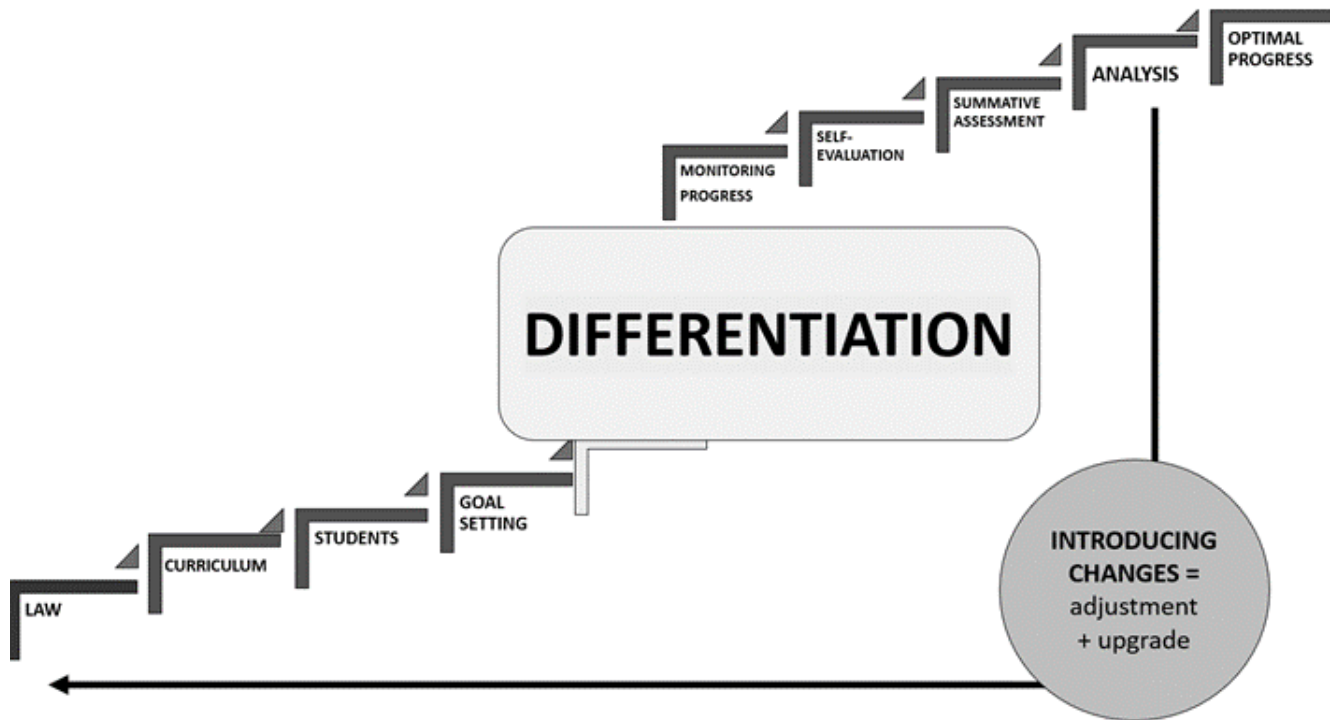 LAW
CURRICULUM
STUDENTS
GOAL
SETTING
DIFFERENTIATION
MONITORING
PROGRESS
SELF-
EVALUATION
SUMMATIVE
ASSESSMENT
ANALYSIS
OPTIMAL
PROGRESS
INTRODUCING
CHANGES =
adjustment
+ upgrade